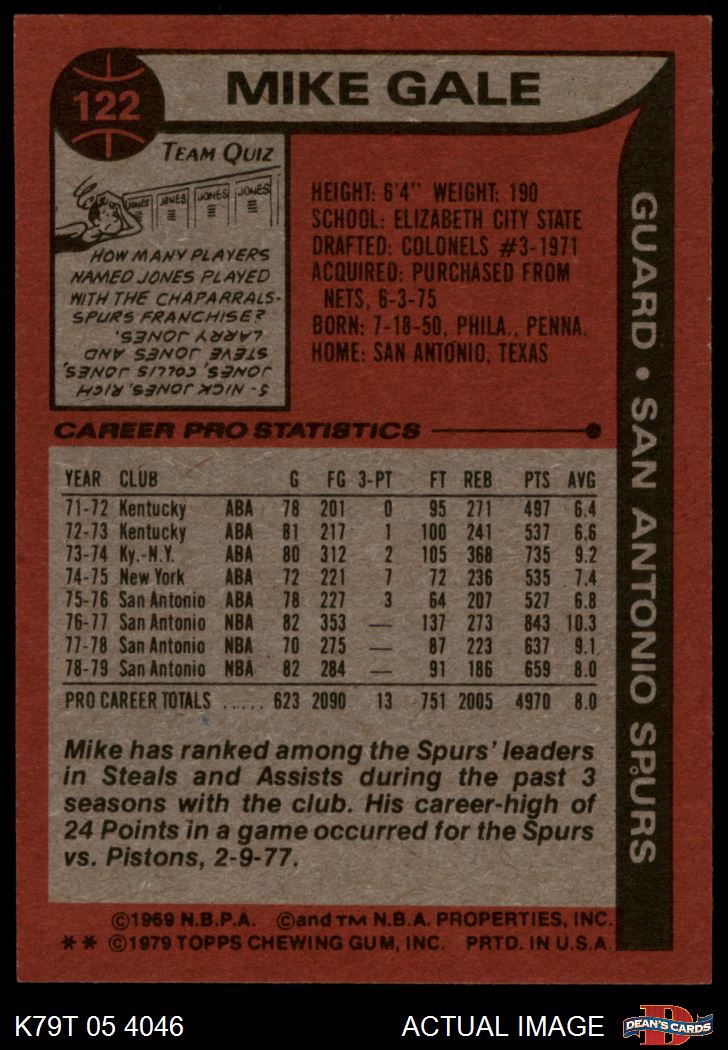 122
MIKE GALE
TEAM QUIZ
JONES JONES JONES JONES
HOW MANY PLAYERS
NAMED JONES PLAYED
WITH THE CHAPARRALS-
SPURS FRANCHISE?
5 - NICK JONES, RICH
JONES, COLLIS JONES,
STEVE JONES AND
LARRY JONES.
HEIGHT: 6'4" WEIGHT: 190
SCHOOL: ELIZABETH CITY STATE
DRAFTED: COLONELS #3-1971
ACQUIRED: PURCHASED FROM
NETS, 6-3-75
BORN: 7-18-50, PHILA., PENNA.
HOME: SAN ANTONIO, TEXAS
GUARD • SAN ANTONIO SPURS
CAREER PRO STATISTICS
YEAR CLUB G FG 3-PT FT REB PTS AVG
71-72 Kentucky ABA 78 201 0 95 271 497 6.4
72-73 Kentucky ABA 81 217 1 100 241 537 6.6
73-74 Ky.-N.Y. ABA 80 312 2 105 368 735 9.2
74-75 New York ABA 72 221 7 72 236 535 7.4
75-76 San Antonio ABA 78 227 3 64 207 527 6.8
76-77 San Antonio NBA 82 353 — 137 273 843 10.3
77-78 San Antonio NBA 70 275 — 87 223 637 9.1
78-79 San Antonio NBA 82 284 — 91 186 659 8.0
PRO CAREER TOTALS ..... 623 2090 13 751 2005 4970 8.0
Mike has ranked among the Spurs' leaders
in Steals and Assists during the past 3
seasons with the club. His career-high of
24 Points in a game occurred for the Spurs
vs. Pistons, 2-9-77.
©1969 N.B.P.A. ©and TM N.B.A. PROPERTIES, INC.
** ©1979 TOPPS CHEWING GUM, INC. PRTD. IN U.S.A.
K79T 05 4046
ACTUAL IMAGE
D
DEAN'S CARDS